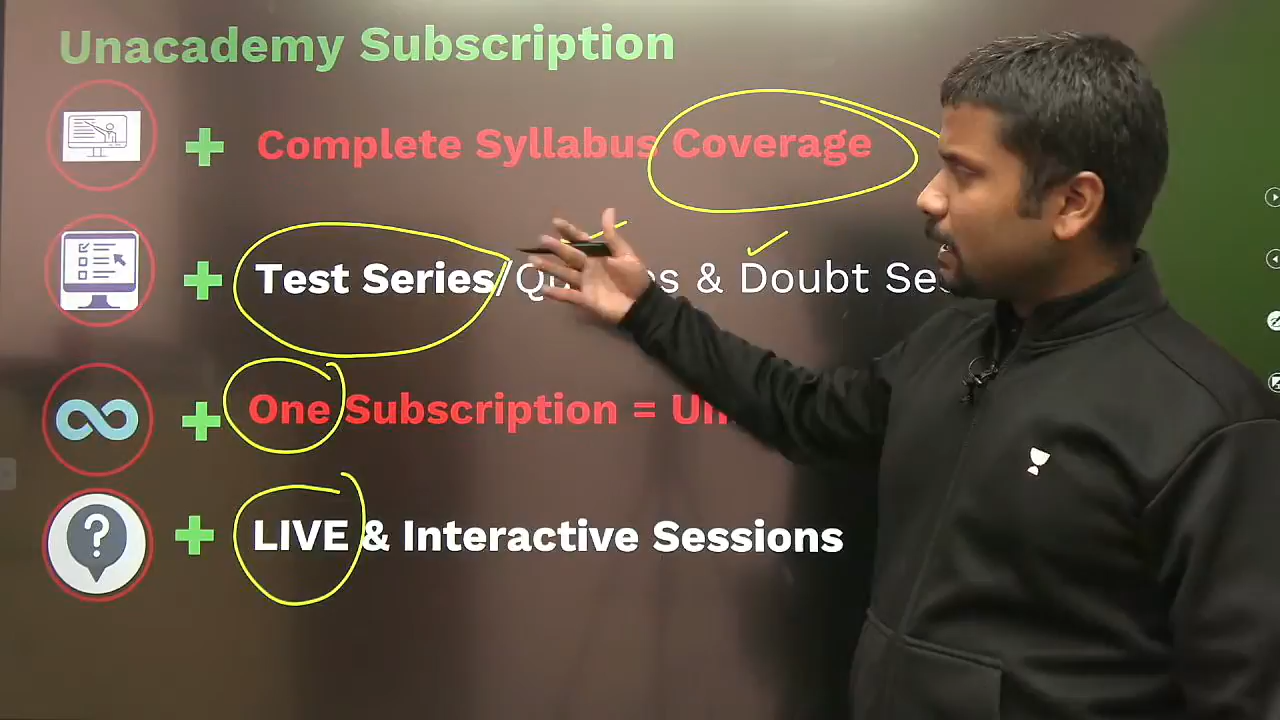 Unacademy Subscription
Complete Syllabus Coverage
Test Series/ & Doubt
One Subscription =
LIVE & Interactive Sessions